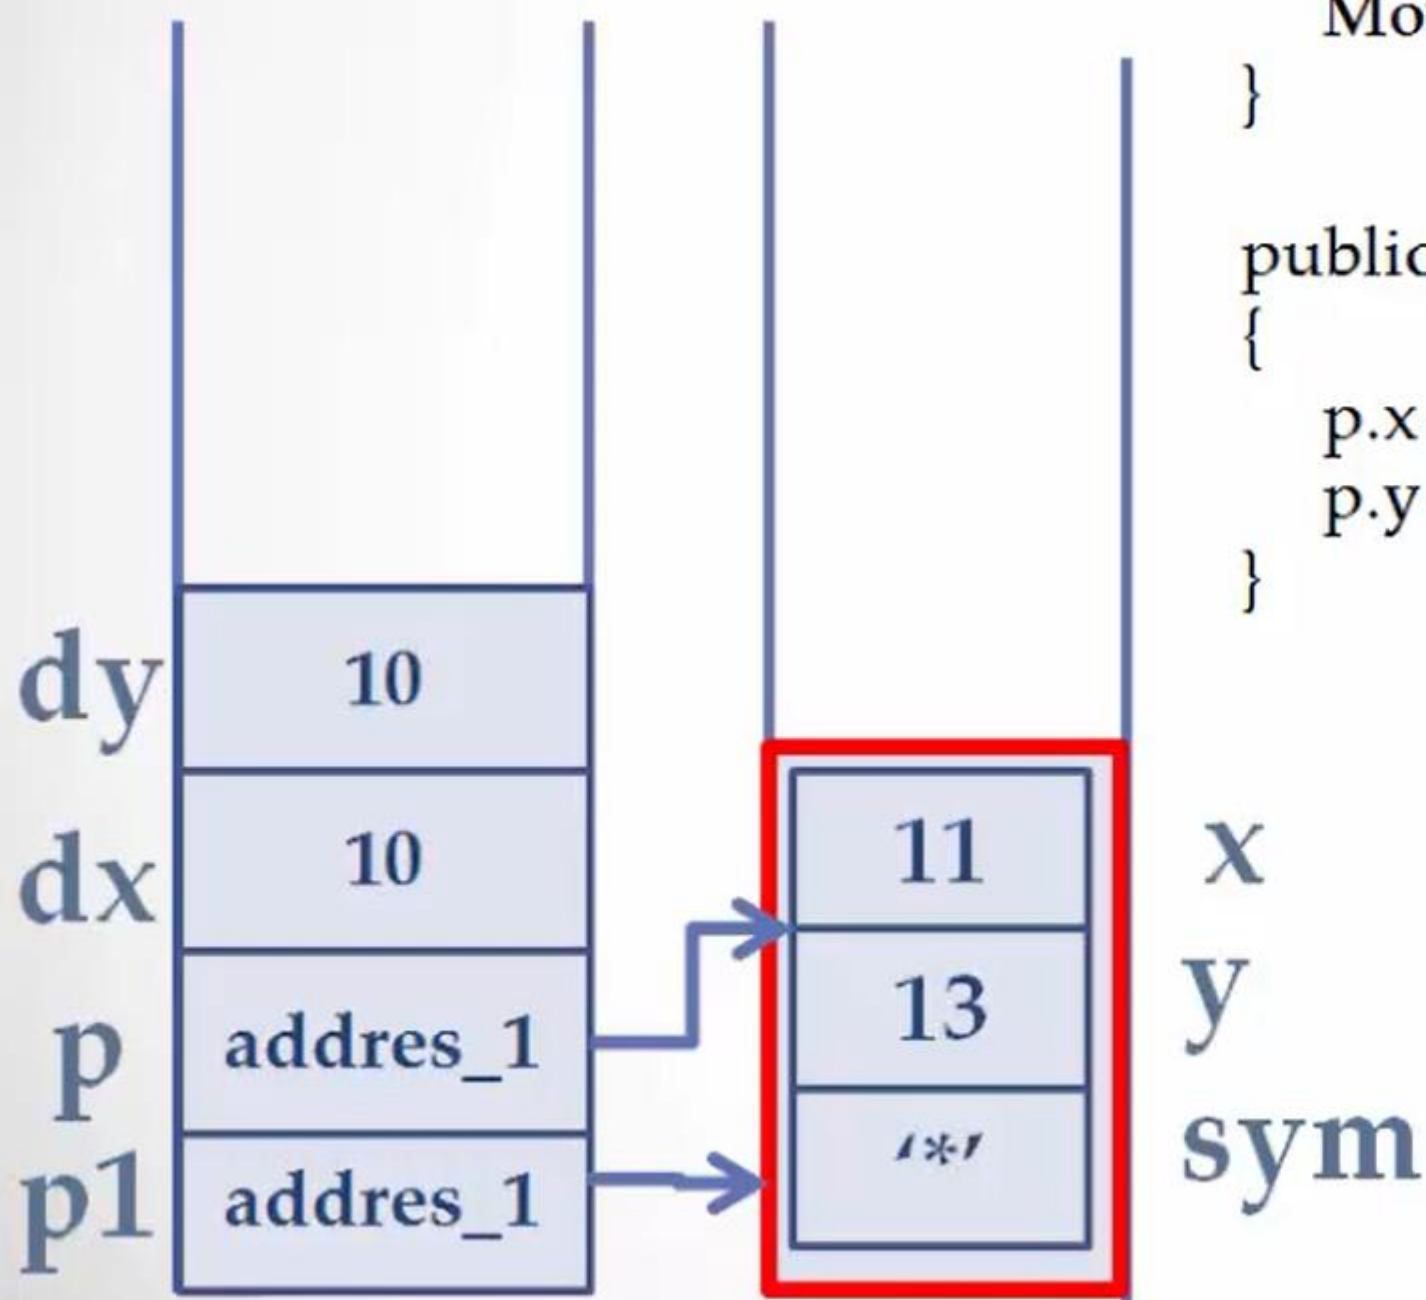 Mo
}
public
{
p.x
p.y
}
dy 10
dx 10
p addres_1
p1 addres_1
11 x
13 y
‘*’ sym